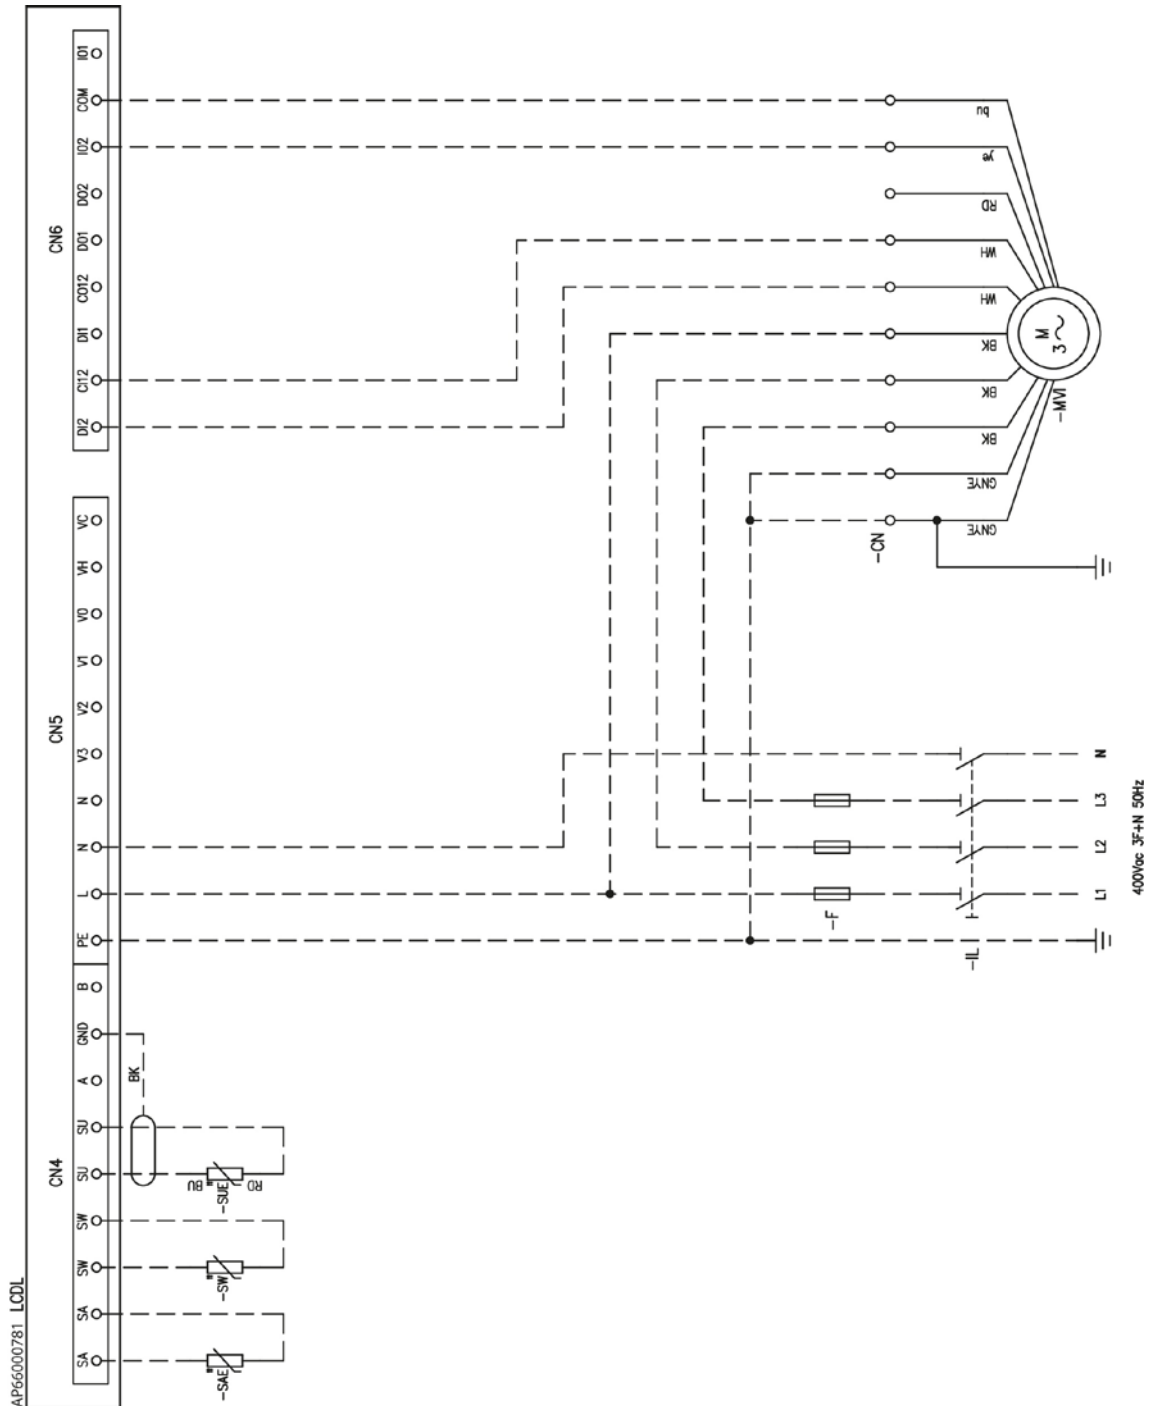 AP66000781 LCDL
CN4
SA
SA
SW
SW
SU
SU
A
GND
B
PE
L
N
N
CN5
V3
V2
V1
V0
VH
VC
CN6
DI2
CI12
DI1
CO12
DO1
DO2
IO2
COM
IO1
-SAE
-SW
-SUE
BU
RD
BK
-F
-IL
L1
L2
L3
N
400Vac 3F+N 50Hz
-CN
GNYE
GNYE
BK
BK
BK
WH
WH
RD
ye
bu
M
3~
-MVI